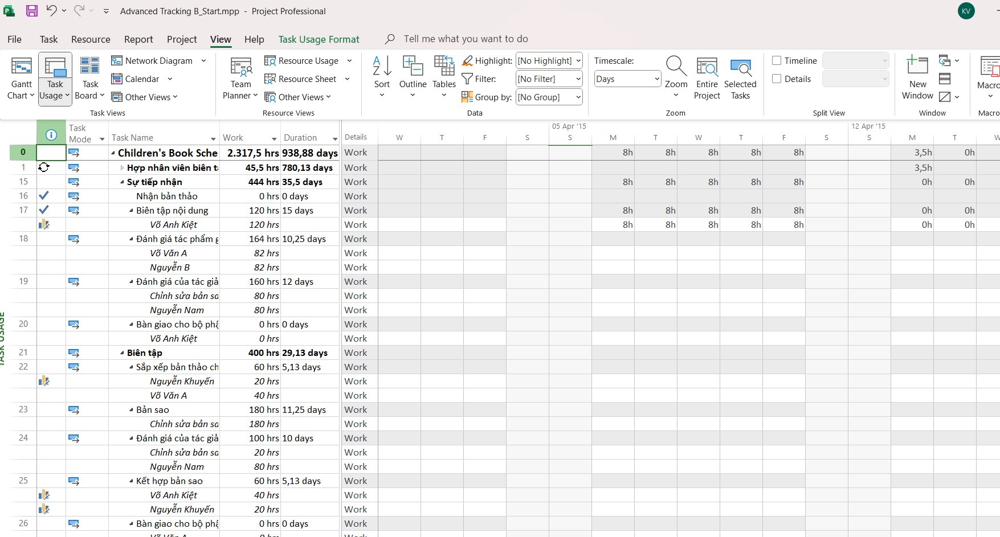 Advanced Tracking B_Start.mpp - Project Professional
KV
File Task Resource Report Project View Help Task Usage Format Tell me what you want to do
Gantt Chart
Task Usage
Task Board
Network Diagram
Calendar
Other Views
Task Views
Team Planner
Resource Usage
Resource Sheet
Other Views
Resource Views
Sort
Outline
Tables
Highlight: [No Highlight]
Filter: [No Filter]
Group by: [No Group]
Data
Timescale:
Days
Zoom
Entire Project
Selected Tasks
Zoom
Timeline
Details
Split View
New Window
Window
Macro
Macro
Task Mode Task Name Work Duration Details
05 Apr '15 12 Apr '15
W T F S S M T W T F S S M T W
0 Children's Book Sche 2.317,5 hrs 938,88 days Work 8h 8h 8h 8h 8h 3,5h 0h
1 Họp nhân viên biên tậ 45,5 hrs 780,13 days Work 3,5h
15 Sự tiếp nhận 444 hrs 35,5 days Work 8h 8h 8h 8h 8h 0h 0h
16 Nhận bản thảo 0 hrs 0 days Work
17 Biên tập nội dung 120 hrs 15 days Work 8h 8h 8h 8h 8h 0h 0h
Võ Anh Kiệt 120 hrs Work 8h 8h 8h 8h 8h 0h 0h
18 Đánh giá tác phẩm g 164 hrs 10,25 days Work
Võ Văn A 82 hrs Work
Nguyễn B 82 hrs Work
19 Đánh giá của tác giả 160 hrs 12 days Work
Chỉnh sửa bản sa 80 hrs Work
Nguyễn Nam 80 hrs Work
20 Bàn giao cho bộ phậ 0 hrs 0 days Work
Võ Anh Kiệt 0 hrs Work
21 Biên tập 400 hrs 29,13 days Work
22 Sắp xếp bản thảo ch 60 hrs 5,13 days Work
Nguyễn Khuyến 20 hrs Work
Võ Văn A 40 hrs Work
23 Bản sao 180 hrs 11,25 days Work
Chỉnh sửa bản sa 180 hrs Work
24 Đánh giá của tác giả 100 hrs 10 days Work
Chỉnh sửa bản sa 20 hrs Work
Nguyễn Nam 80 hrs Work
25 Kết hợp bản sao 60 hrs 5,13 days Work
Võ Anh Kiệt 40 hrs Work
Nguyễn Khuyến 20 hrs Work
26 Bàn giao cho bộ phậ 0 hrs 0 days Work
TASK USAGE